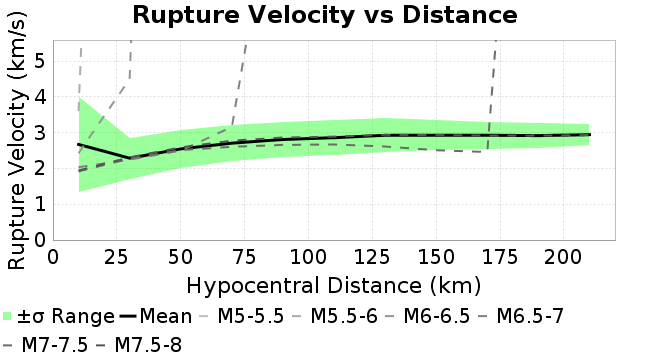 Rupture Velocity vs Distance
Rupture Velocity (km/s)
5
4
3
2
1
0
0 25 50 75 100 125 150 175 200
Hypocentral Distance (km)
±σ Range Mean M5-5.5 M5.5-6 M6-6.5 M6.5-7
M7-7.5 M7.5-8